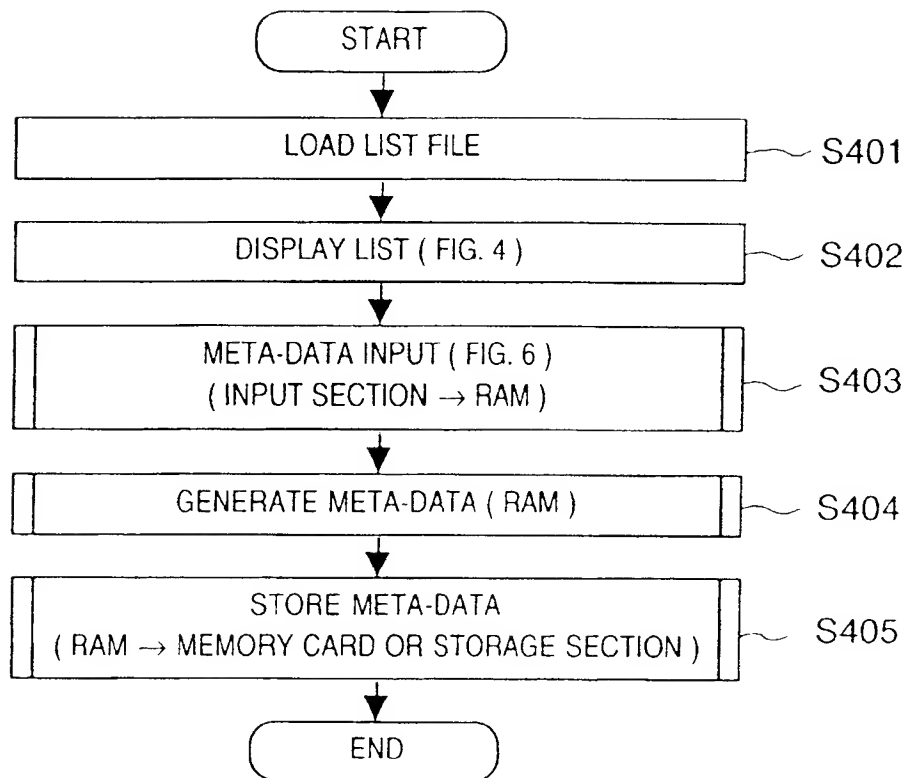 START
LOAD LIST FILE
S401
DISPLAY LIST ( FIG. 4 )
S402
META-DATA INPUT ( FIG. 6 )
( INPUT SECTION → RAM )
S403
GENERATE META-DATA ( RAM )
S404
STORE META-DATA
( RAM → MEMORY CARD OR STORAGE SECTION )
S405
END